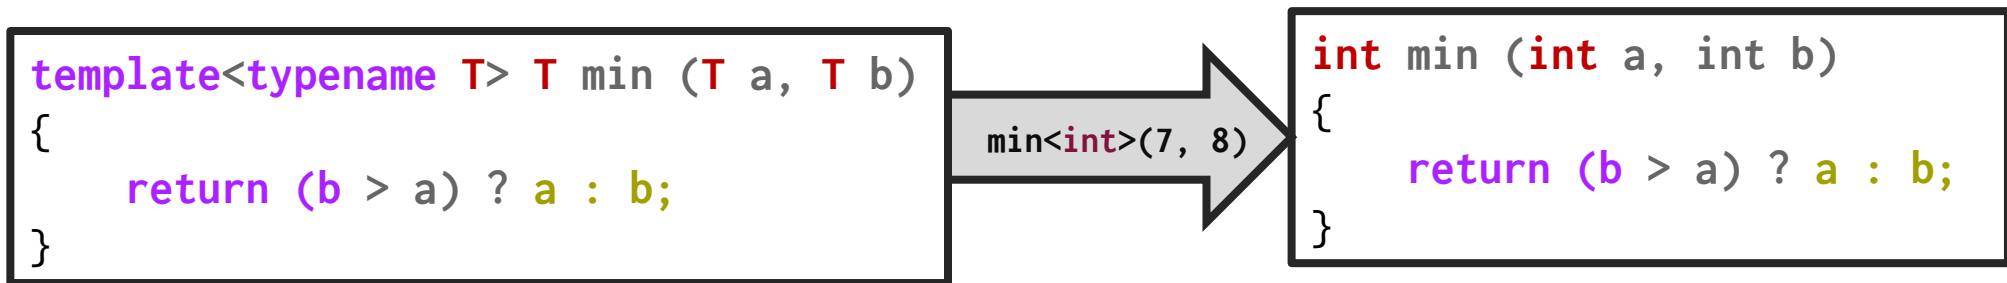 template<typename T> T min (T a, T b)
{
    return (b > a) ? a : b;
}
min<int>(7, 8)
int min (int a, int b)
{
    return (b > a) ? a : b;
}